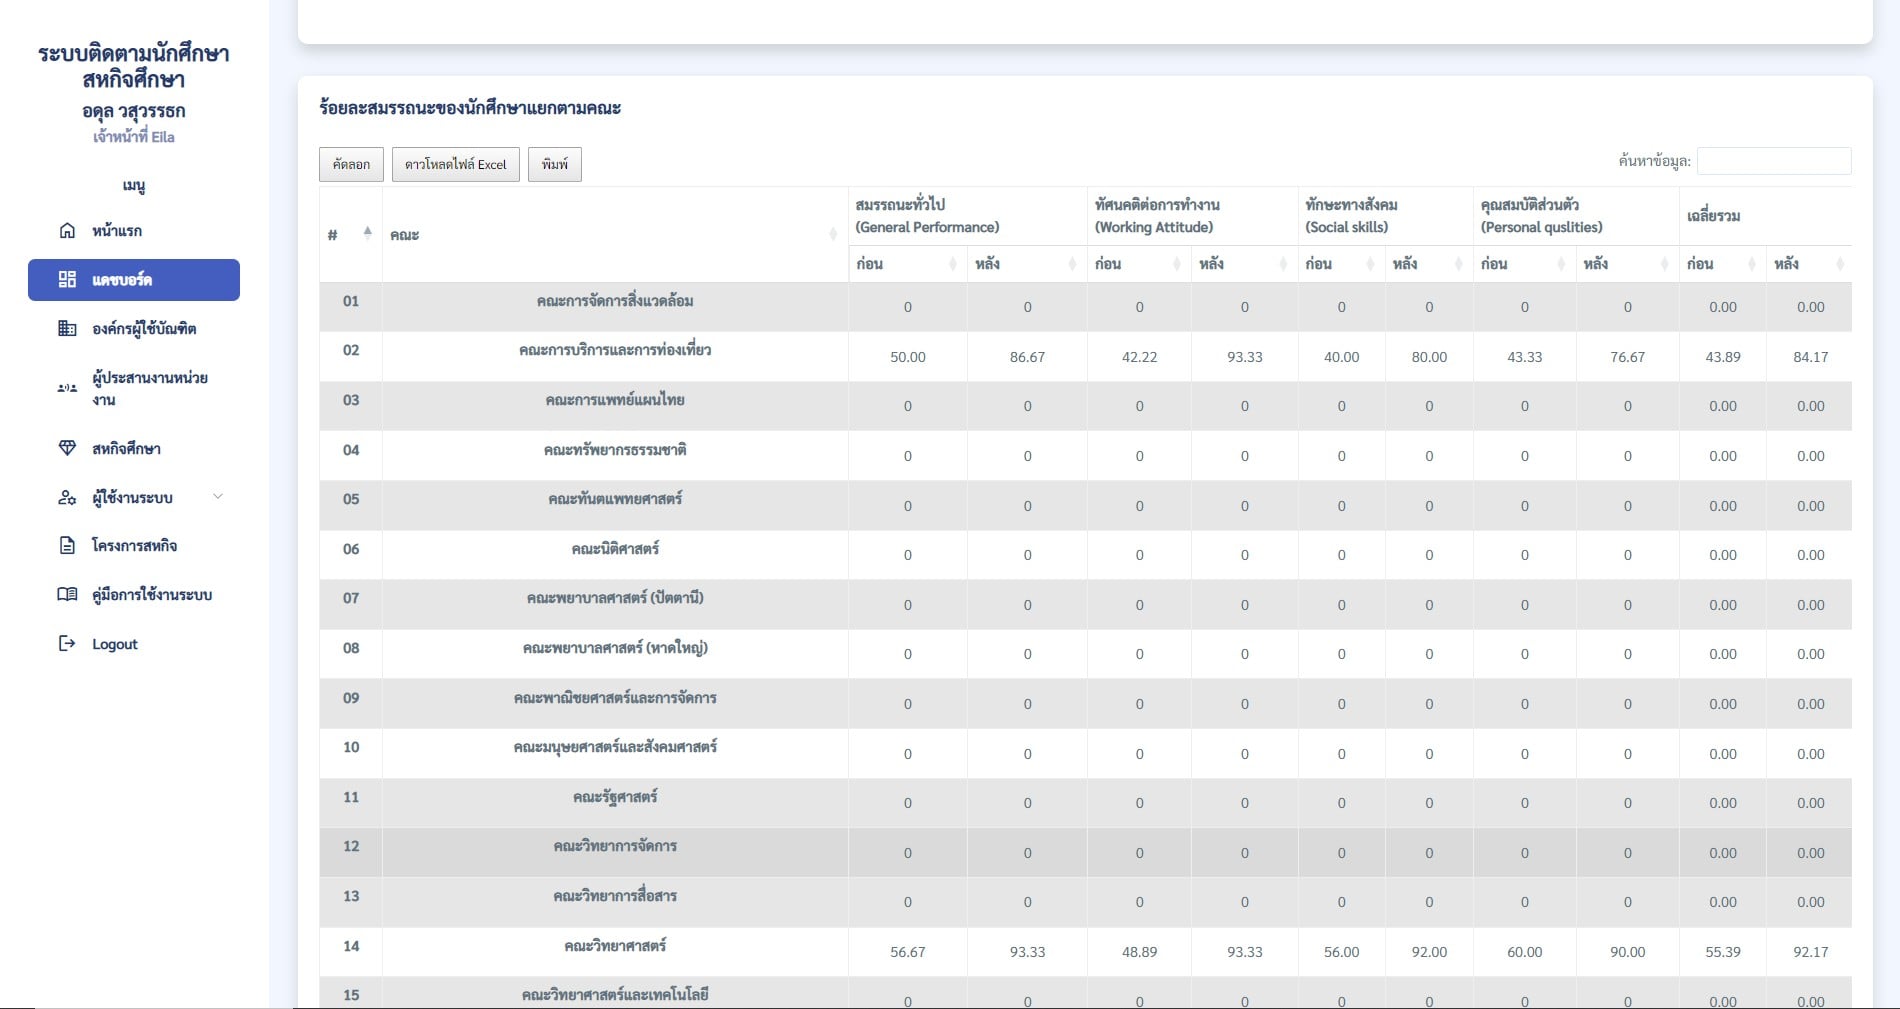 ระบบติดตามนักศึกษา
สหกิจศึกษา
อดุล วสุวรรธก
เจ้าหน้าที่ Eila
เมนู
หน้าแรก
แดชบอร์ด
องค์กรผู้ใช้บัณฑิต
ผู้ประสานงานหน่วย
งาน
สหกิจศึกษา
ผู้ใช้งานระบบ
โครงการสหกิจ
คู่มือการใช้งานระบบ
Logout
ร้อยละสมรรถนะของนักศึกษาแยกตามคณะ
คัดลอก ดาวโหลดไฟล์ Excel พิมพ์ ค้นหาข้อมูล:
# คณะ สมรรถนะทั่วไป (General Performance) ทัศนคติต่อการทำงาน (Working Attitude) ทักษะทางสังคม (Social skills) คุณสมบัติส่วนตัว (Personal quslities) เฉลี่ยรวม
ก่อน หลัง ก่อน หลัง ก่อน หลัง ก่อน หลัง ก่อน หลัง
01 คณะการจัดการสิ่งแวดล้อม 0 0 0 0 0 0 0 0 0.00 0.00
02 คณะการบริการและการท่องเที่ยว 50.00 86.67 42.22 93.33 40.00 80.00 43.33 76.67 43.89 84.17
03 คณะการแพทย์แผนไทย 0 0 0 0 0 0 0 0 0.00 0.00
04 คณะทรัพยากรธรรมชาติ 0 0 0 0 0 0 0 0 0.00 0.00
05 คณะทันตแพทยศาสตร์ 0 0 0 0 0 0 0 0 0.00 0.00
06 คณะนิติศาสตร์ 0 0 0 0 0 0 0 0 0.00 0.00
07 คณะพยาบาลศาสตร์ (ปัตตานี) 0 0 0 0 0 0 0 0 0.00 0.00
08 คณะพยาบาลศาสตร์ (หาดใหญ่) 0 0 0 0 0 0 0 0 0.00 0.00
09 คณะพาณิชยศาสตร์และการจัดการ 0 0 0 0 0 0 0 0 0.00 0.00
10 คณะมนุษยศาสตร์และสังคมศาสตร์ 0 0 0 0 0 0 0 0 0.00 0.00
11 คณะรัฐศาสตร์ 0 0 0 0 0 0 0 0 0.00 0.00
12 คณะวิทยาการจัดการ 0 0 0 0 0 0 0 0 0.00 0.00
13 คณะวิทยาการสื่อสาร 0 0 0 0 0 0 0 0 0.00 0.00
14 คณะวิทยาศาสตร์ 56.67 93.33 48.89 93.33 56.00 92.00 60.00 90.00 55.39 92.17
15 คณะวิทยาศาสตร์และเทคโนโลยี 0 0 0 0 0 0 0 0 0.00 0.00